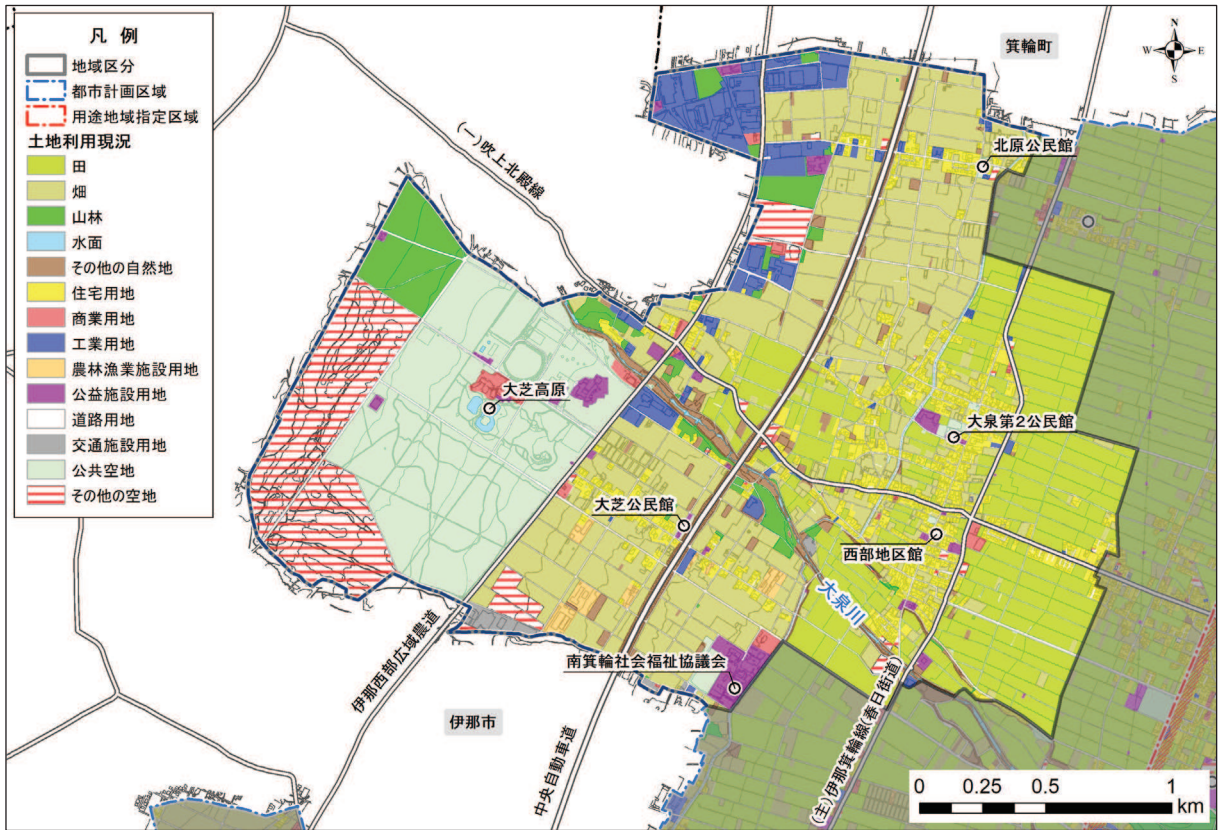 凡 例
地域区分
都市計画区域
用途地域指定区域
土地利用現況
田
畑
山林
水面
その他の自然地
住宅用地
商業用地
工業用地
農林漁業施設用地
公益施設用地
道路用地
交通施設用地
公共空地
その他の空地
箕輪町
N
W
E
S
(一)吹上北殿線
北原公民館
大芝高原
大泉第2公民館
大芝公民館
西部地区館
大泉川
南箕輪社会福祉協議会
伊那西部広域農道
伊那市
中央自動車道
(主)伊那箕輪線(春日街道)
0 0.25 0.5 1
km